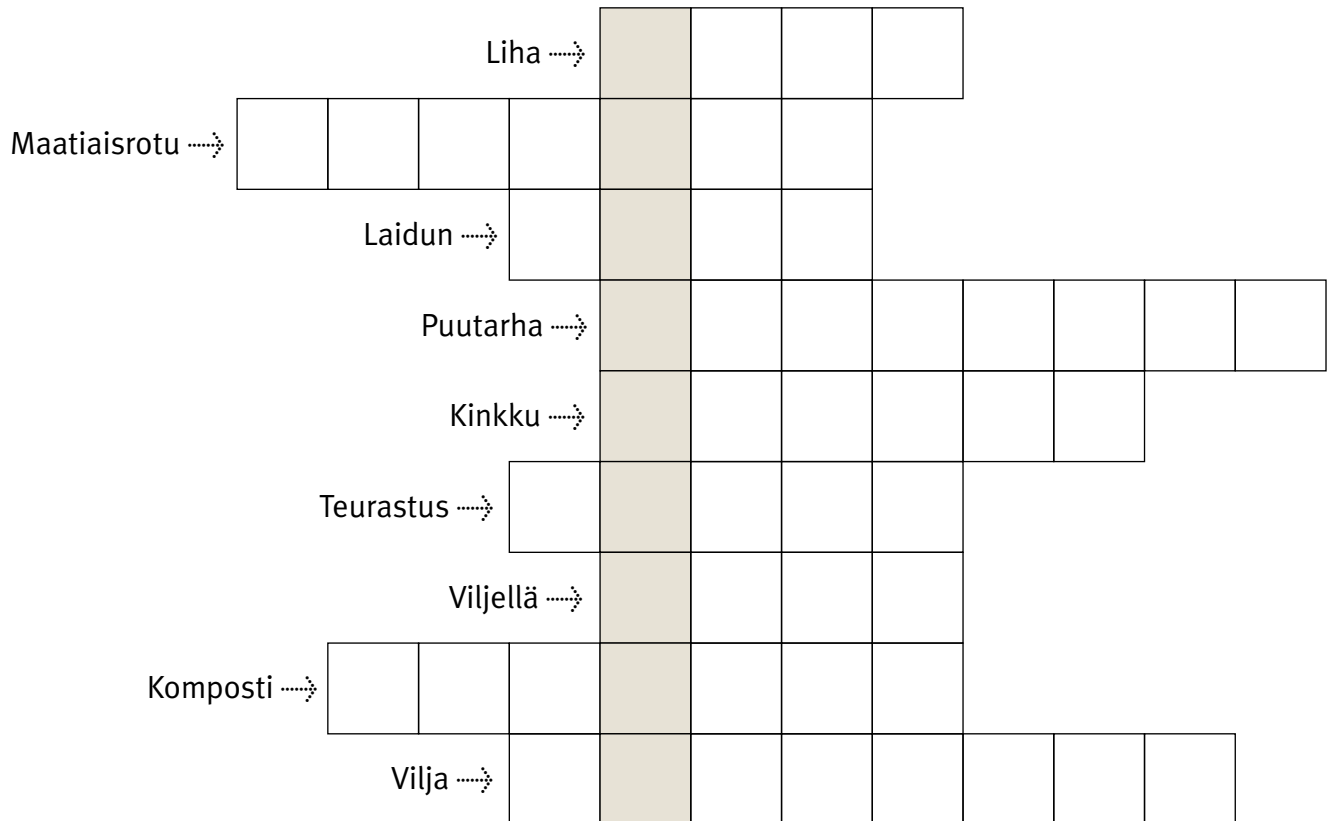 Liha
Maatiaisrotu
Laidun
Puutarha
Kinkku
Teurastus
Viljellä
Komposti
Vilja